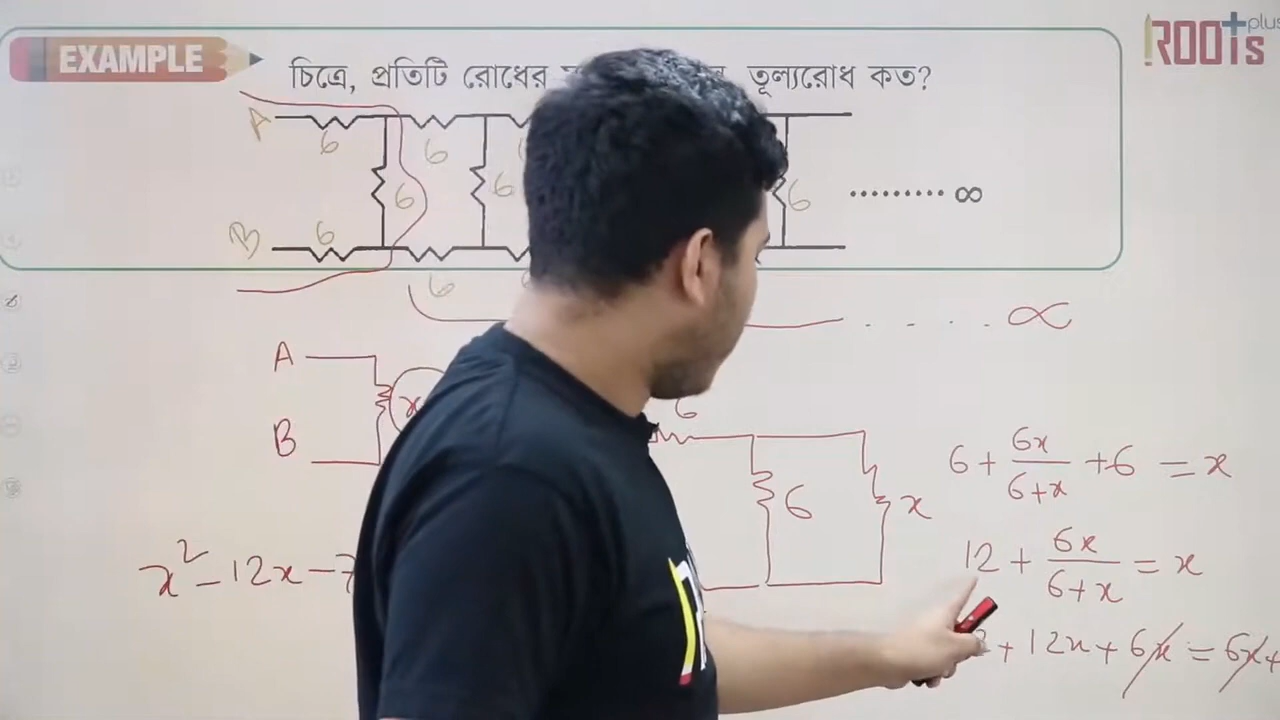 EXAMPLE
ROOTs plus
চিত্রে, প্রতিটি রোধের তূল্যরোধ কত?
A 6 6
6 6 6 ......... ∞
B 6 6
. . . . ∞
A
x
B
6
6 x
6 + 6x/(6+x) + 6 = x
12 + 6x/(6+x) = x
x² - 12x - 7
+ 12x + 6x = 6x +